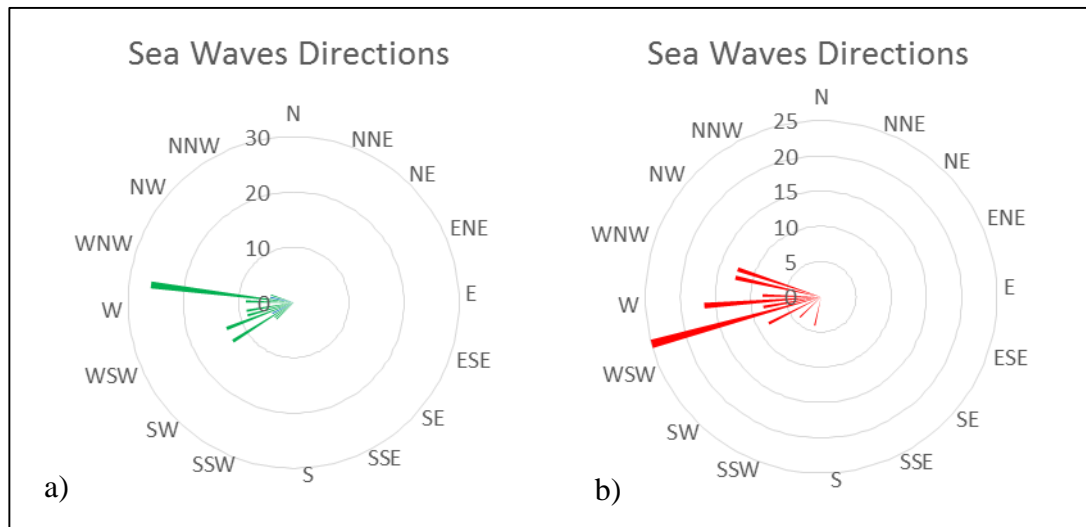 Sea Waves Directions
N
NNE
NE
ENE
E
ESE
SE
SSE
S
SSW
SW
WSW
W
WNW
NW
NNW
30
20
10
0
a)
Sea Waves Directions
N
NNE
NE
ENE
E
ESE
SE
SSE
S
SSW
SW
WSW
W
WNW
NW
NNW
25
20
15
10
5
0
b)